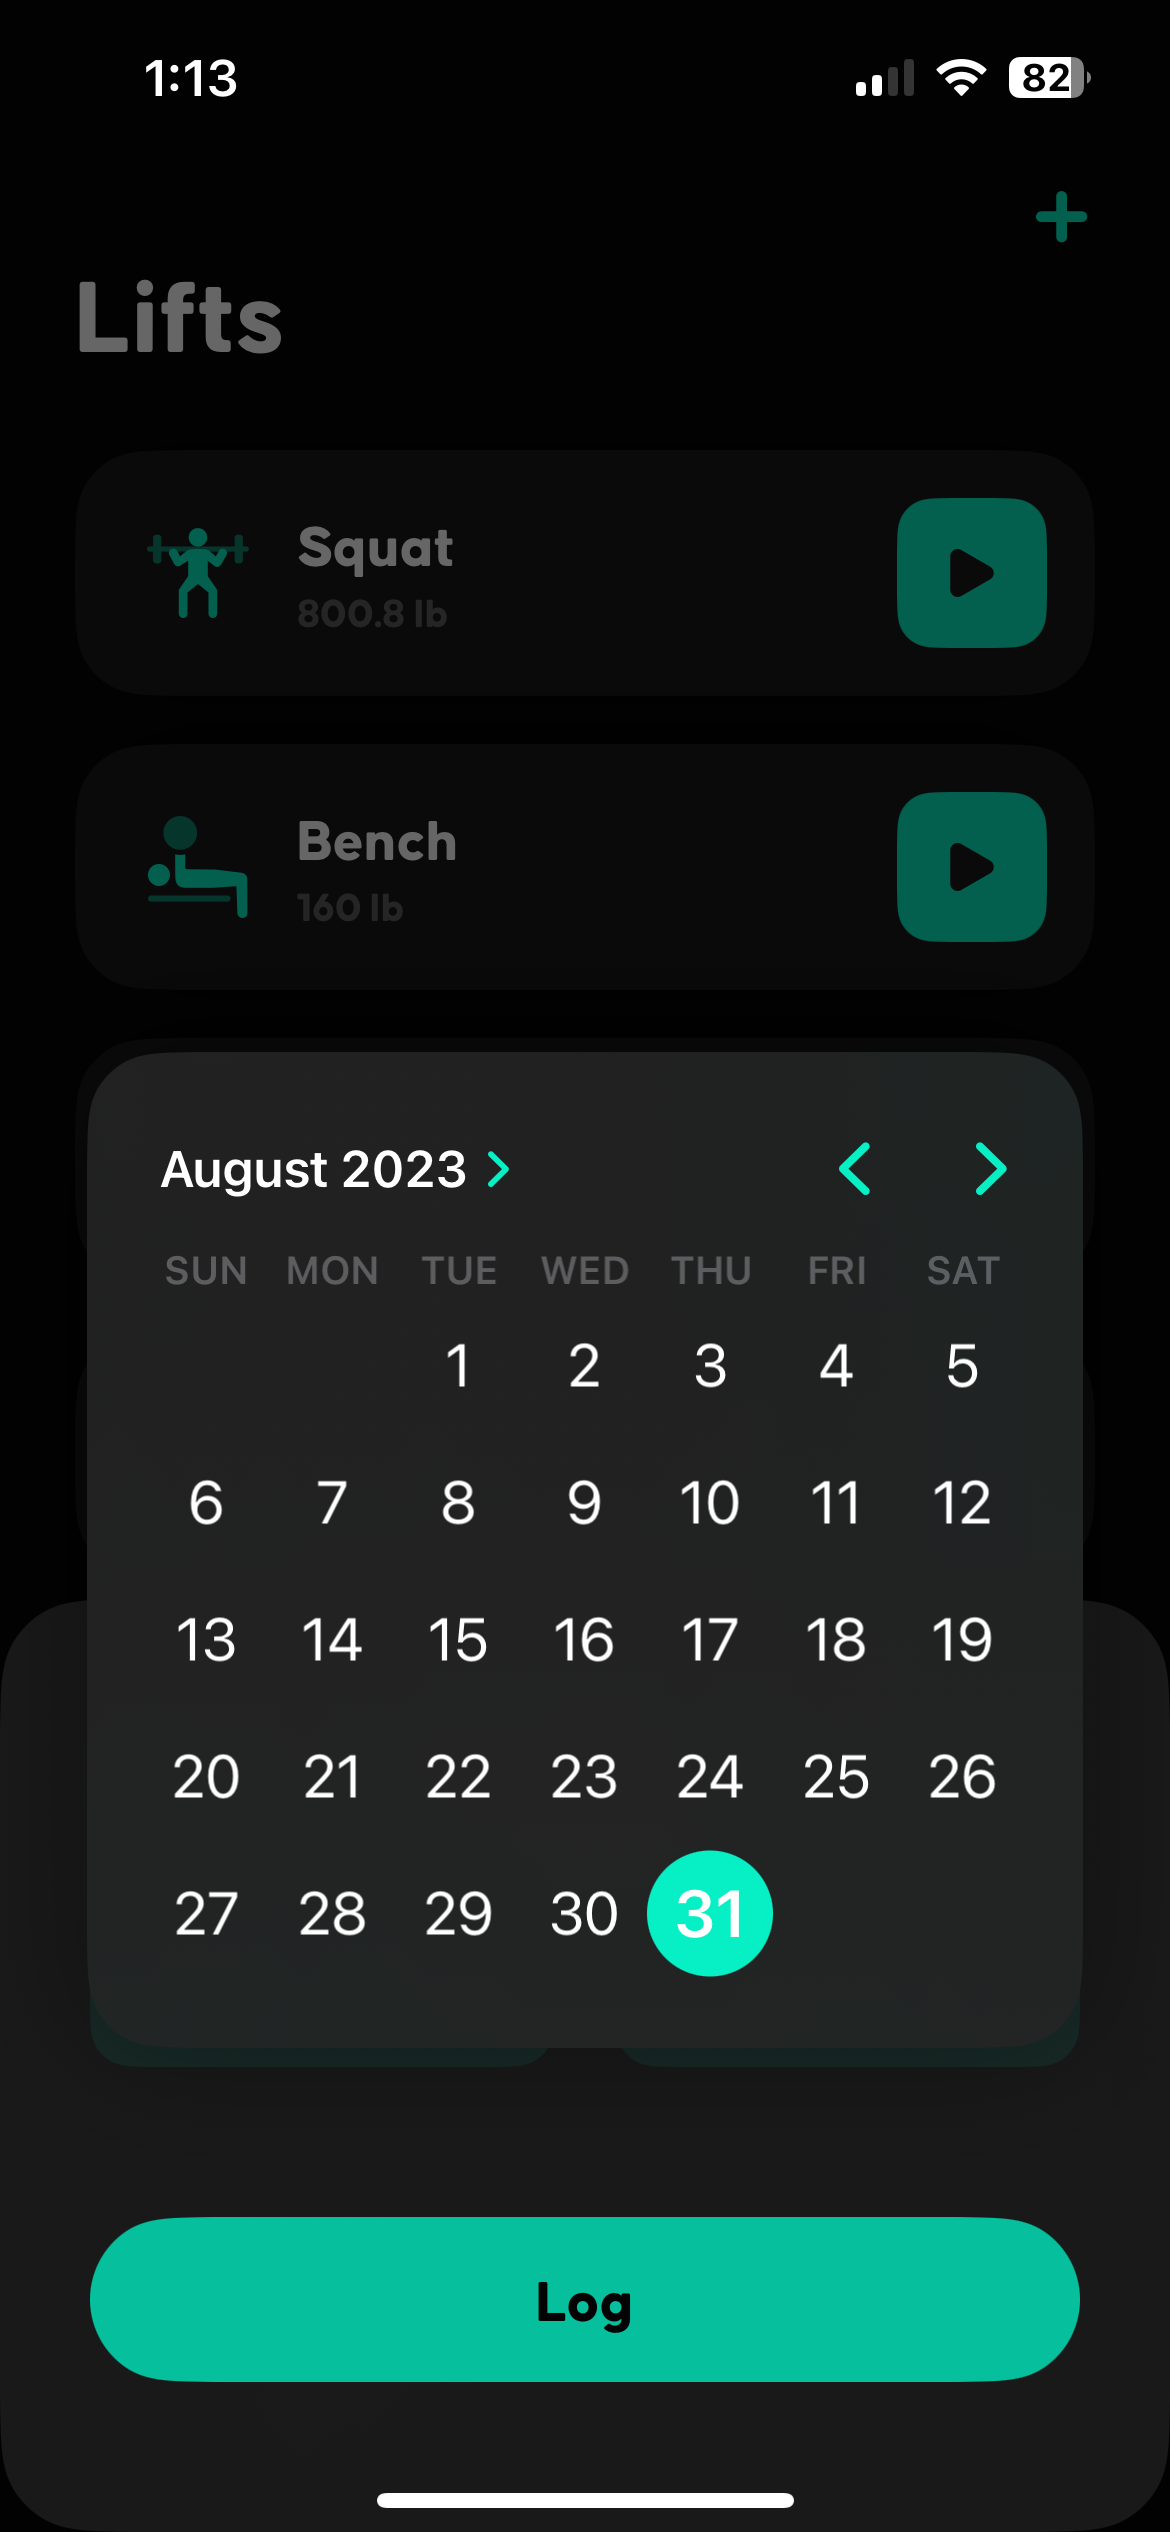 1:13
82
Lifts
Squat
800.8 lb
Bench
160 lb
August 2023
SUN MON TUE WED THU FRI SAT
1 2 3 4 5
6 7 8 9 10 11 12
13 14 15 16 17 18 19
20 21 22 23 24 25 26
27 28 29 30 31
Log